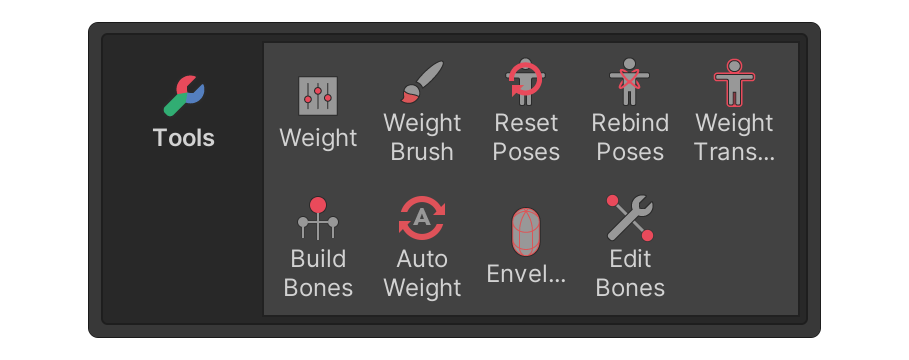 Tools
Weight
Weight
Brush
Reset
Poses
Rebind
Poses
Weight
Trans...
Build
Bones
A
Auto
Weight
Envel...
Edit
Bones